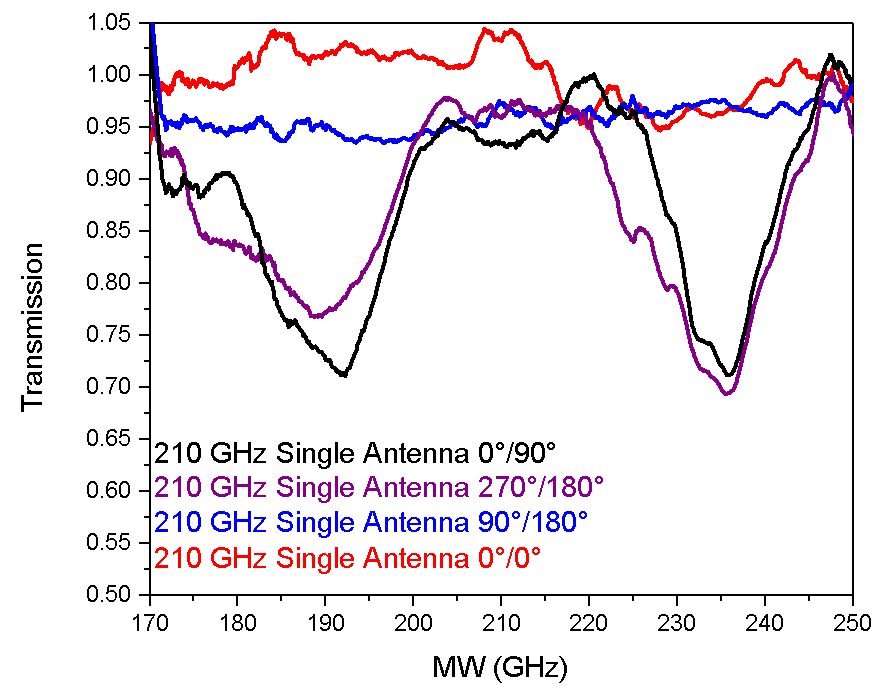 1.05
1.00
0.95
0.90
0.85
0.80
0.75
0.70
0.65
0.60
0.55
0.50
Transmission
210 GHz Single Antenna 0°/90°
210 GHz Single Antenna 270°/180°
210 GHz Single Antenna 90°/180°
210 GHz Single Antenna 0°/0°
170 180 190 200 210 220 230 240 250
MW (GHz)